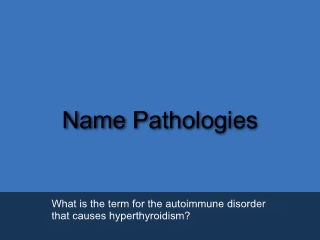 Name Pathologies
What is the term for the autoimmune disorder
that causes hyperthyroidism?